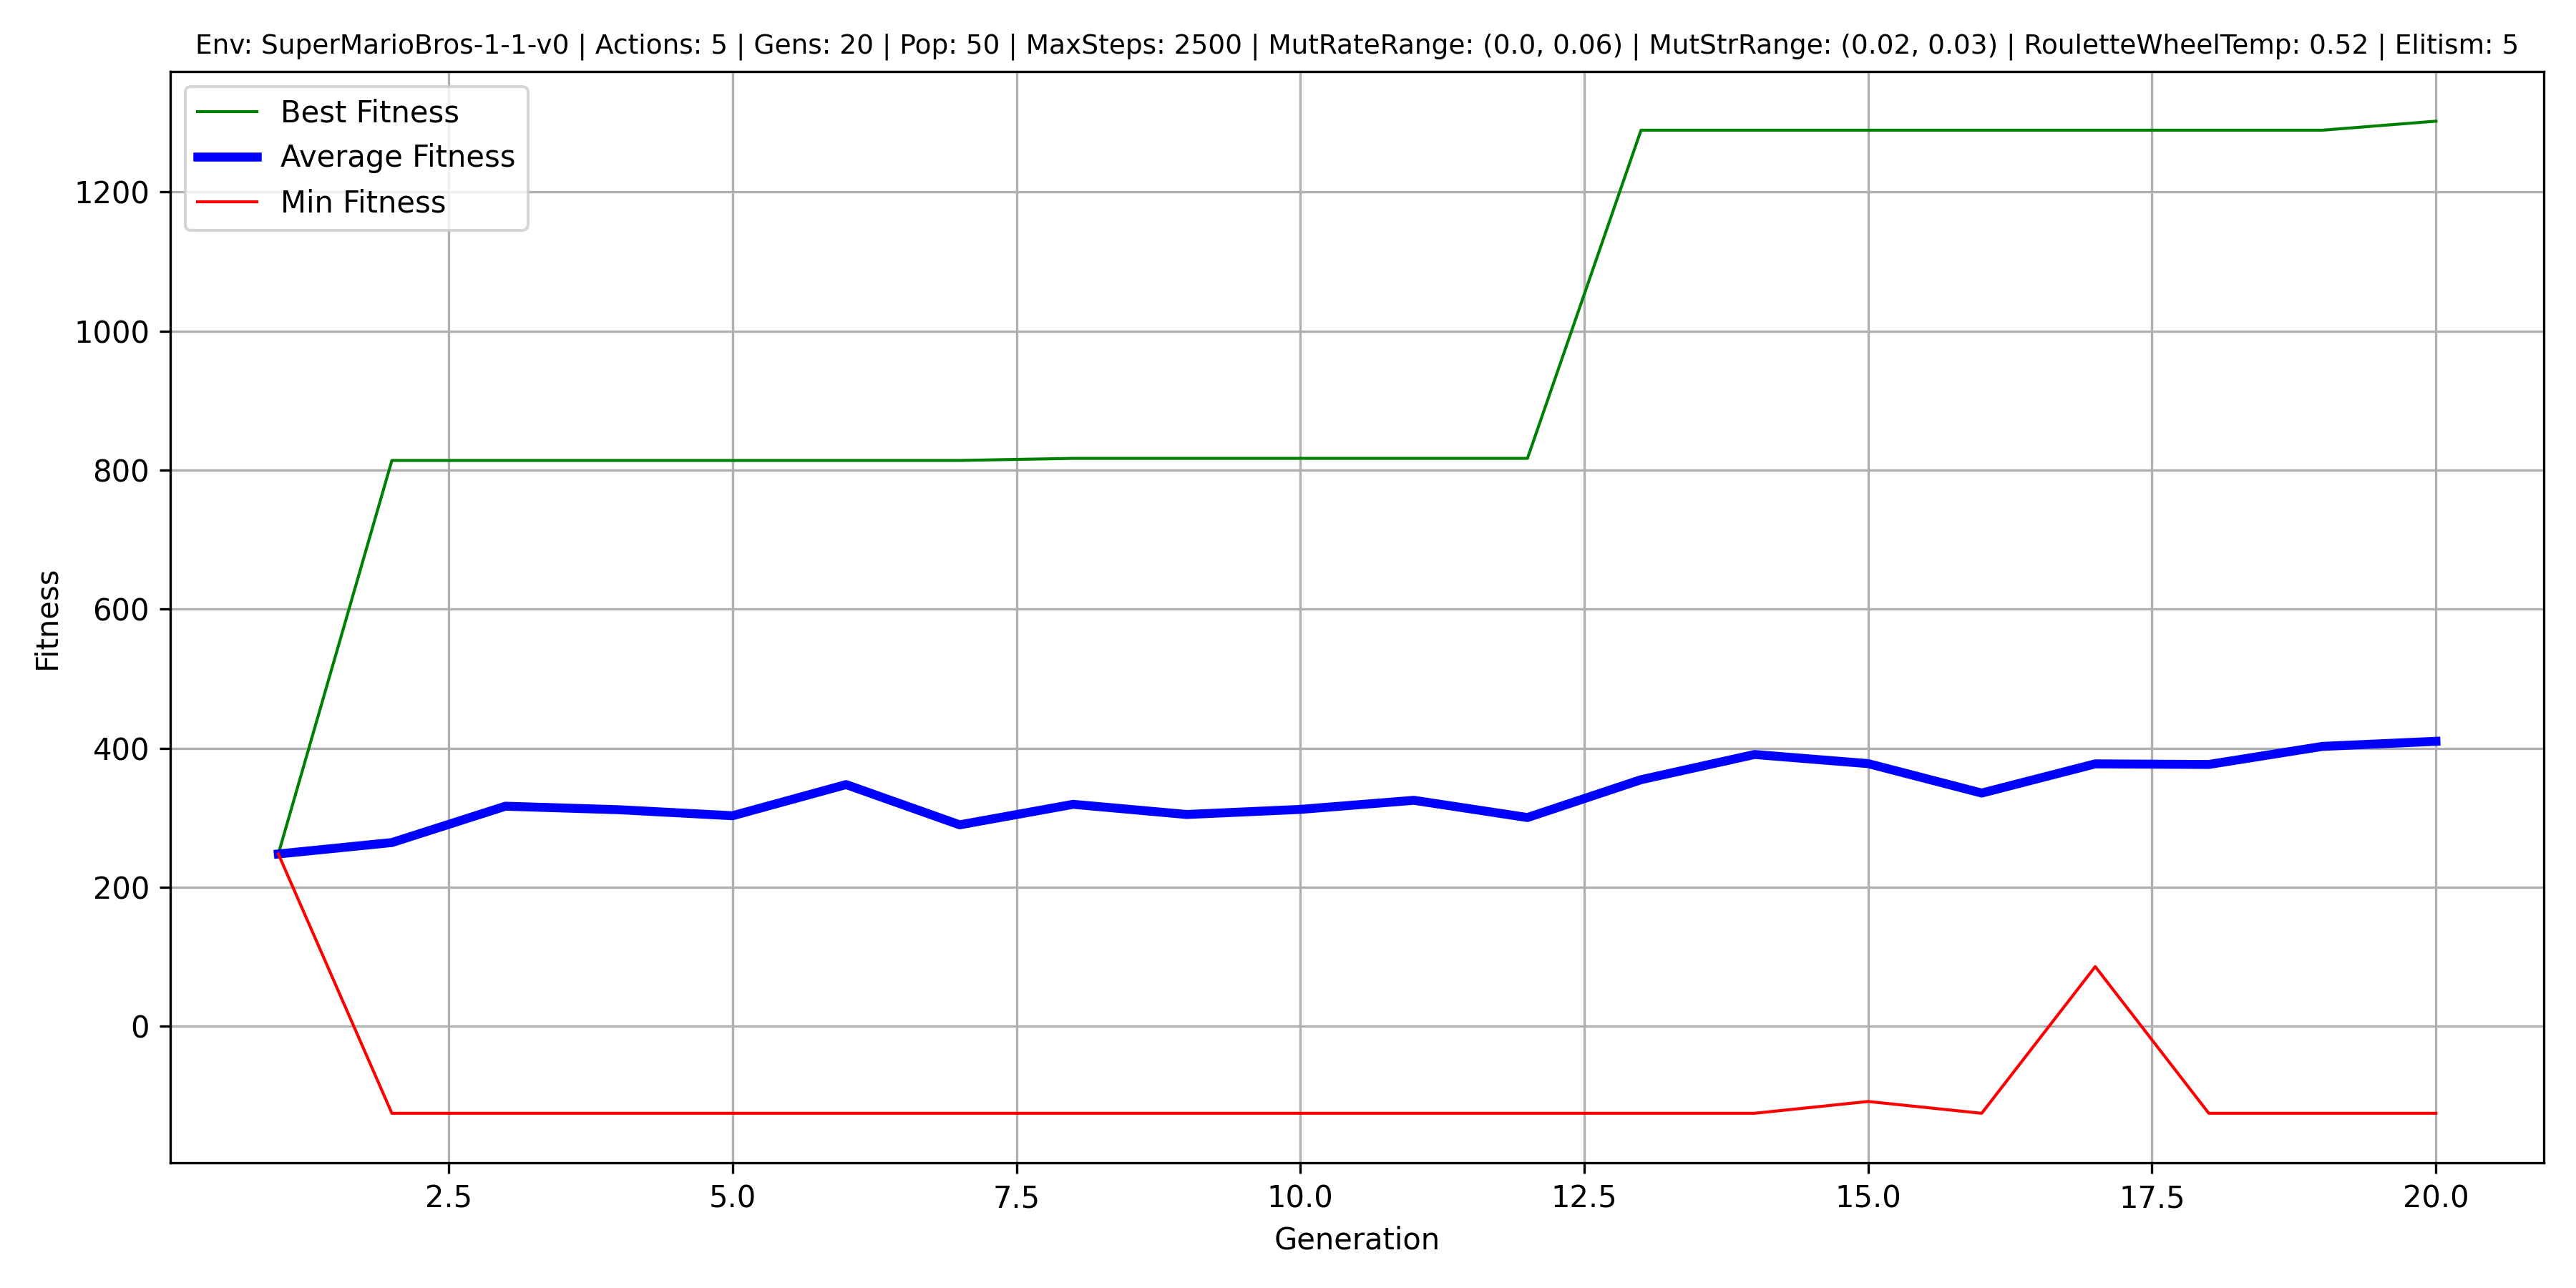 Env: SuperMarioBros-1-1-v0 | Actions: 5 | Gens: 20 | Pop: 50 | MaxSteps: 2500 | MutRateRange: (0.0, 0.06) | MutStrRange: (0.02, 0.03) | RouletteWheelTemp: 0.52 | Elitism: 5
Best Fitness
Average Fitness
Min Fitness
1200
1000
800
600
400
200
0
Fitness
2.5 5.0 7.5 10.0 12.5 15.0 17.5 20.0
Generation